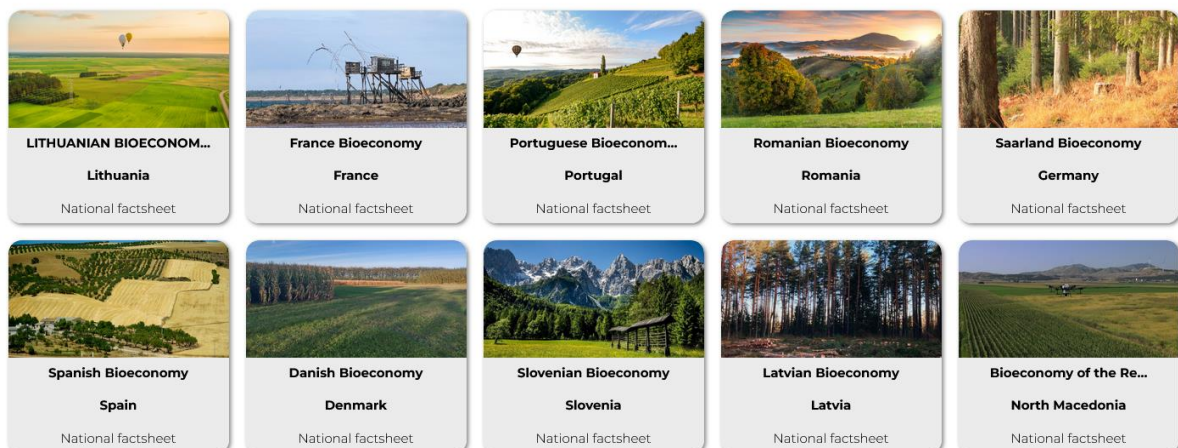 LITHUANIAN BIOECONOM...
Lithuania
National factsheet
France Bioeconomy
France
National factsheet
Portuguese Bioeconom...
Portugal
National factsheet
Romanian Bioeconomy
Romania
National factsheet
Saarland Bioeconomy
Germany
National factsheet
Spanish Bioeconomy
Spain
National factsheet
Danish Bioeconomy
Denmark
National factsheet
Slovenian Bioeconomy
Slovenia
National factsheet
Latvian Bioeconomy
Latvia
National factsheet
Bioeconomy of the Re...
North Macedonia
National factsheet